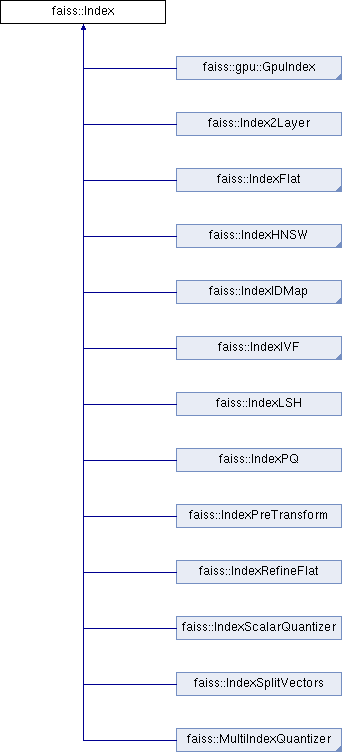 faiss::Index
faiss::gpu::GpuIndex
faiss::Index2Layer
faiss::IndexFlat
faiss::IndexHNSW
faiss::IndexIDMap
faiss::IndexIVF
faiss::IndexLSH
faiss::IndexPQ
faiss::IndexPreTransform
faiss::IndexRefineFlat
faiss::IndexScalarQuantizer
faiss::IndexSplitVectors
faiss::MultiIndexQuantizer